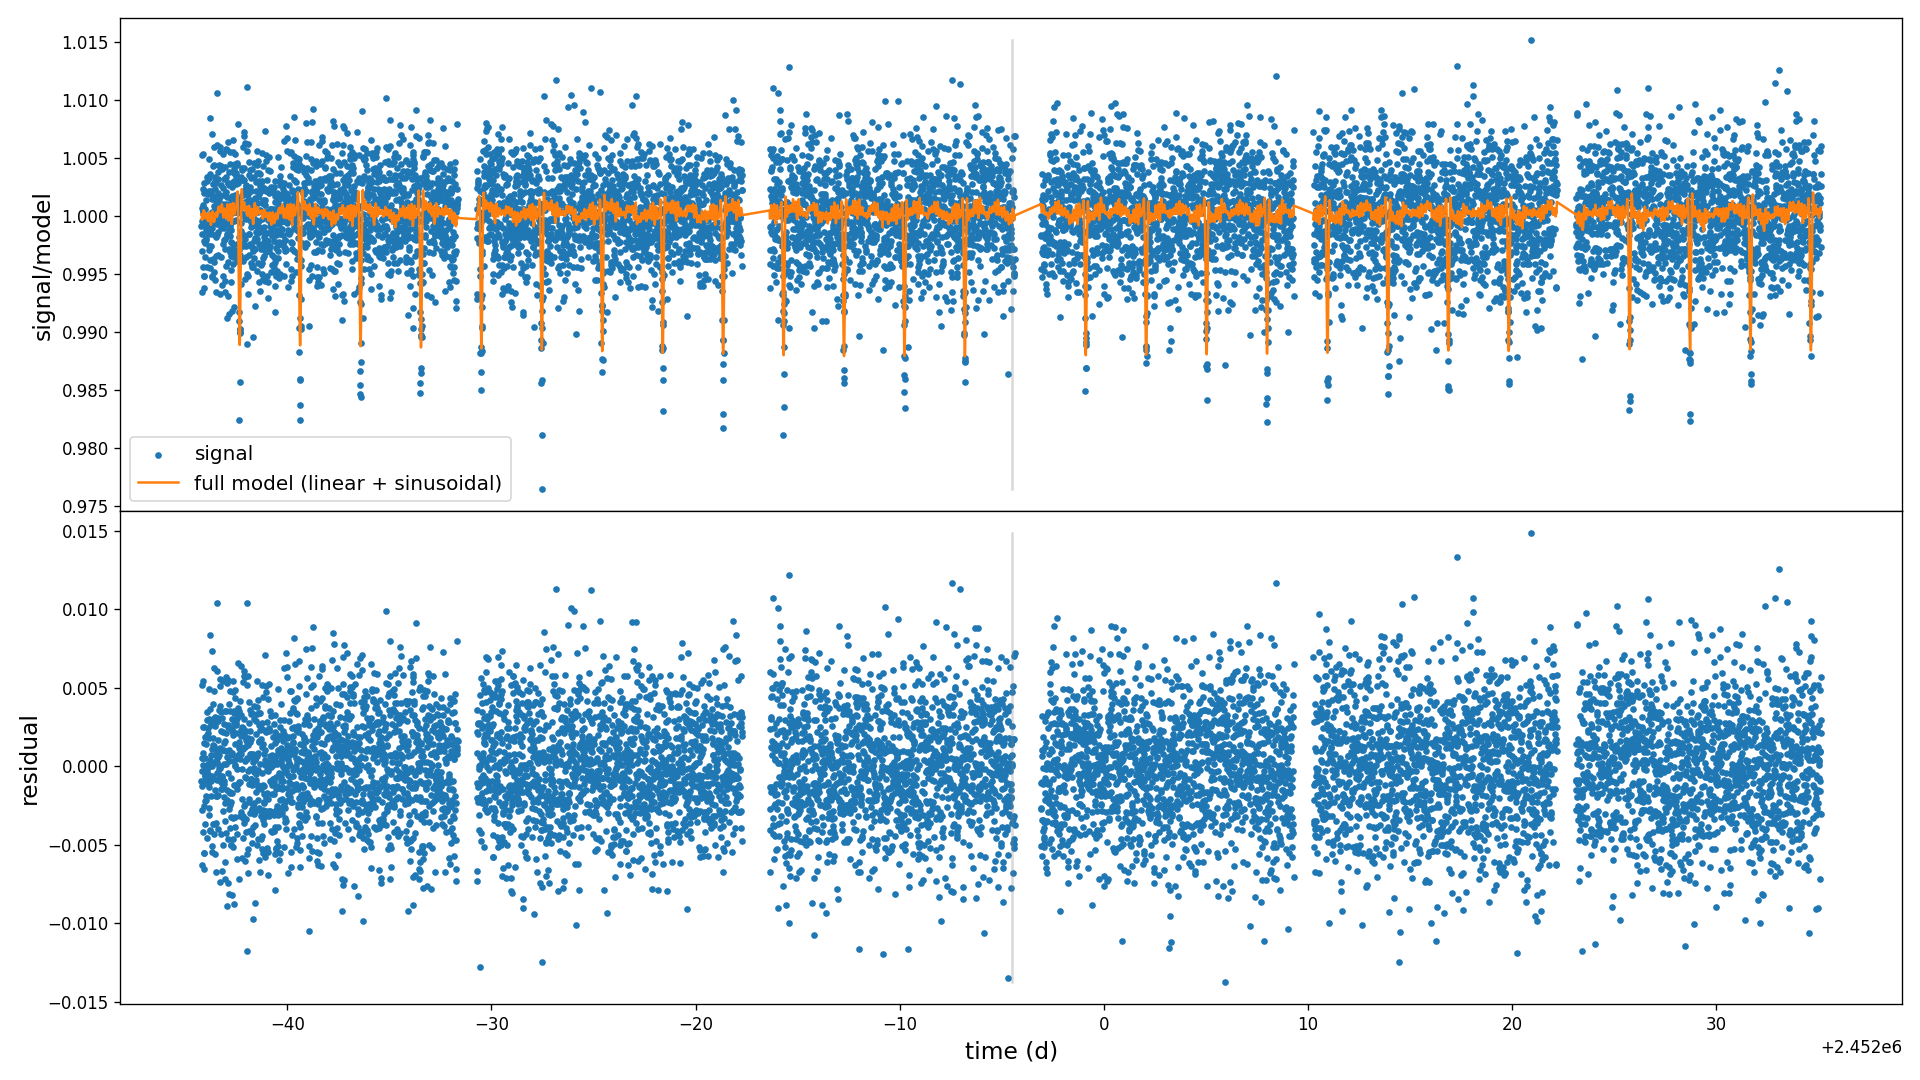 1.015
1.010
1.005
1.000
0.995
0.990
0.985
0.980
0.975
signal/model
signal
full model (linear + sinusoidal)
0.015
0.010
0.005
0.000
−0.005
−0.010
−0.015
residual
−40 −30 −20 −10 0 10 20 30
time (d)
+2.452e6